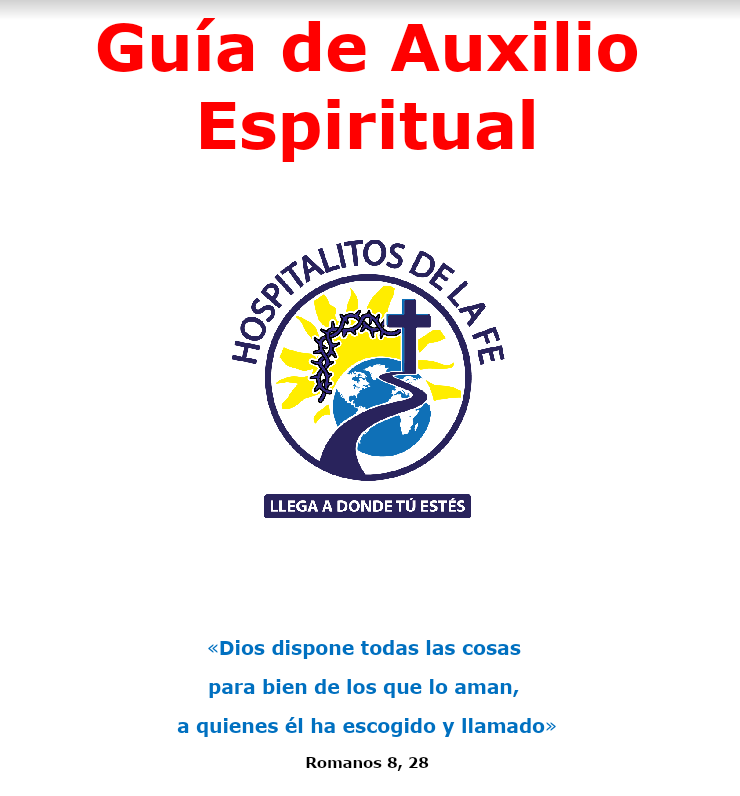 Guía de Auxilio
Espiritual
HOSPITALITOS DE LA FE
LLEGA A DONDE TÚ ESTÉS
«Dios dispone todas las cosas
para bien de los que lo aman,
a quienes él ha escogido y llamado»
Romanos 8, 28